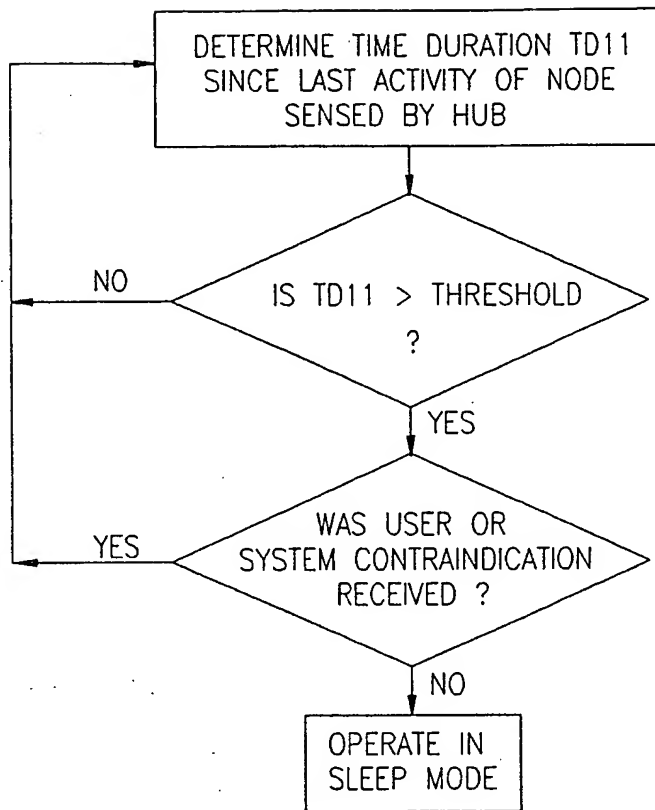 DETERMINE TIME DURATION TD11
SINCE LAST ACTIVITY OF NODE
SENSED BY HUB
NO
IS TD11 > THRESHOLD
?
YES
WAS USER OR
YES
SYSTEM CONTRAINDICATION
RECEIVED ?
NO
OPERATE IN
SLEEP MODE